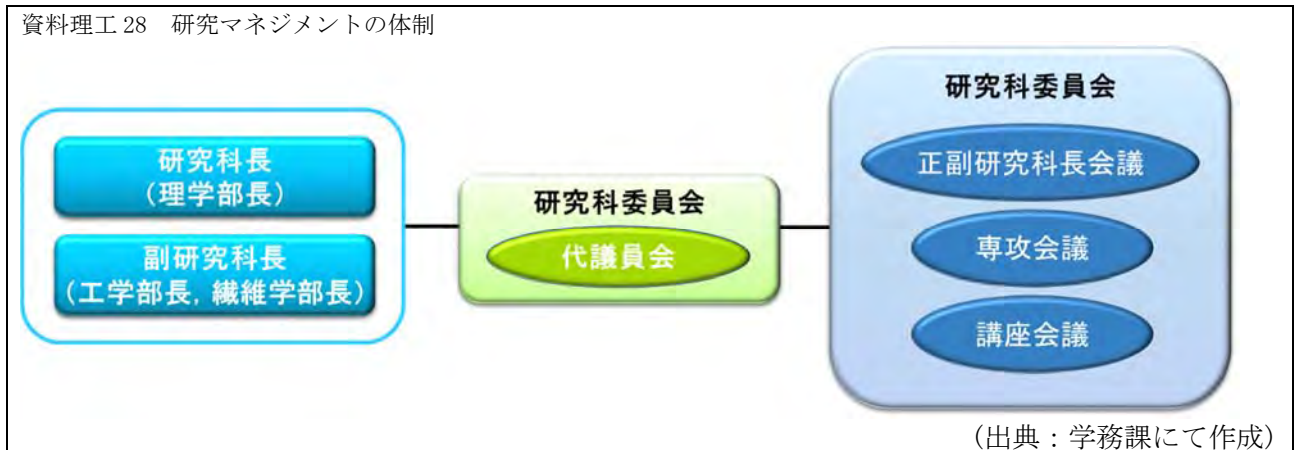 資料理工 28　研究マネジメントの体制
研究科長
(理学部長)
副研究科長
(工学部長, 繊維学部長)
研究科委員会
代議員会
研究科委員会
正副研究科長会議
専攻会議
講座会議
（出典：学務課にて作成）